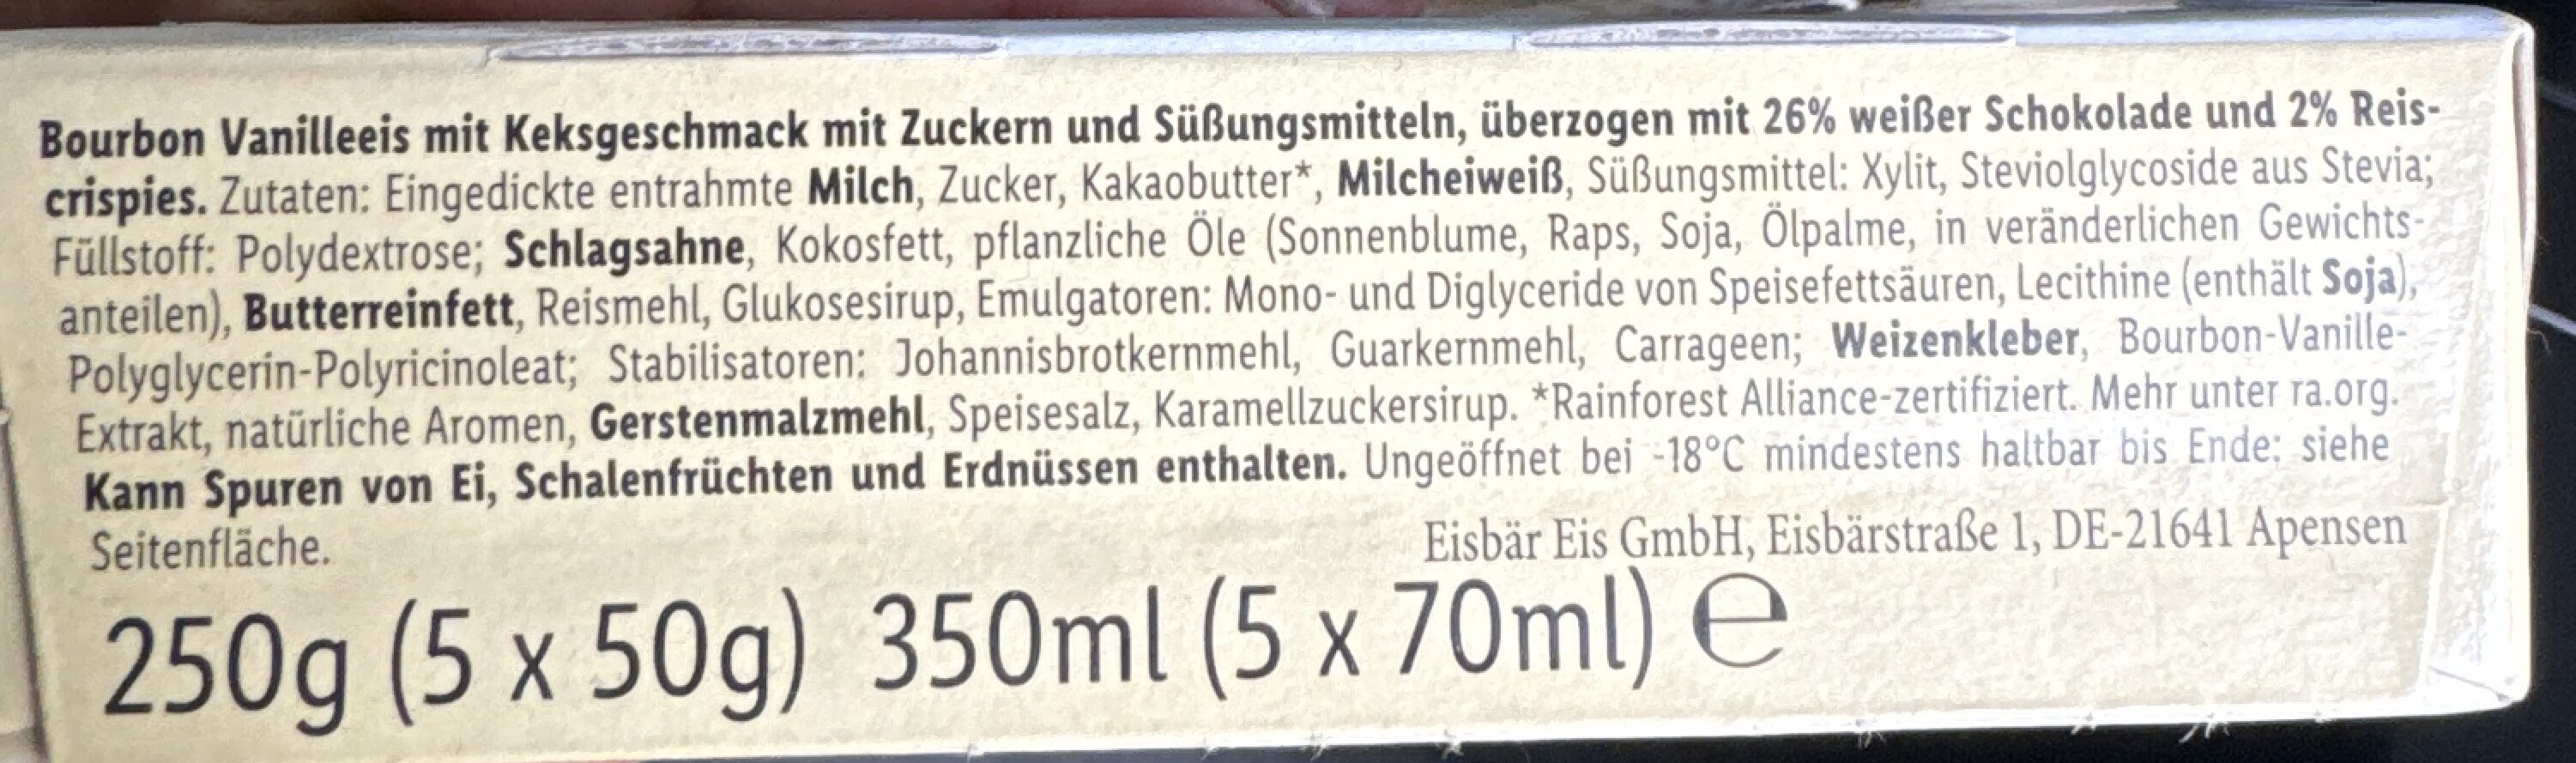 Bourbon Vanilleeis mit Keksgeschmack mit Zuckern und Süßungsmitteln, überzogen mit 26% weißer Schokolade und 2% Reis-
crispies. Zutaten: Eingedickte entrahmte Milch, Zucker, Kakaobutter*, Milcheiweiß, Süßungsmittel: Xylit, Steviolglycoside aus Stevia;
Füllstoff: Polydextrose; Schlagsahne, Kokosfett, pflanzliche Öle (Sonnenblume, Raps, Soja, Ölpalme, in veränderlichen Gewichts-
anteilen), Butterreinfett, Reismehl, Glukosesirup, Emulgatoren: Mono- und Diglyceride von Speisefettsäuren, Lecithine (enthält Soja),
Polyglycerin-Polyricinoleat; Stabilisatoren: Johannisbrotkernmehl, Guarkernmehl, Carrageen; Weizenkleber, Bourbon-Vanille-
Extrakt, natürliche Aromen, Gerstenmalzmehl, Speisesalz, Karamellzuckersirup. *Rainforest Alliance-zertifiziert. Mehr unter ra.org.
Kann Spuren von Ei, Schalenfrüchten und Erdnüssen enthalten. Ungeöffnet bei -18°C mindestens haltbar bis Ende: siehe
Seitenfläche.
Eisbär Eis GmbH, Eisbärstraße 1, DE-21641 Apensen
250g (5 x 50g) 350ml (5 x 70ml) ℮